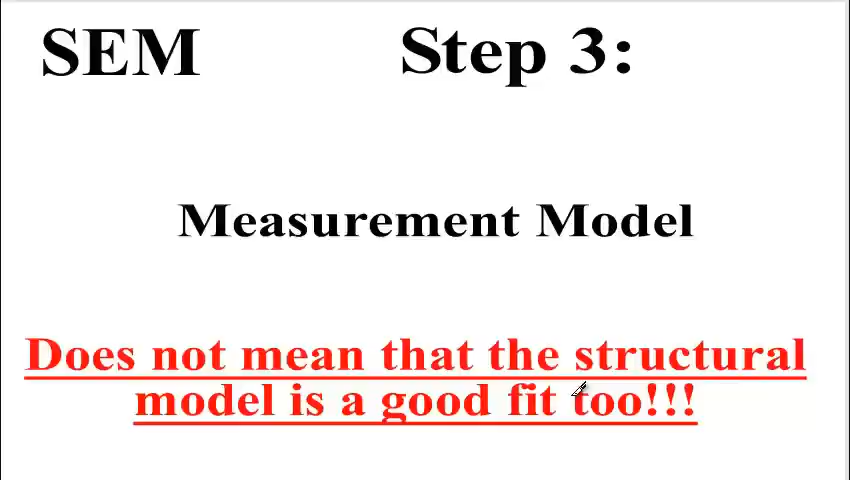 SEM Step 3:
Measurement Model
Does not mean that the structural
model is a good fit too!!!